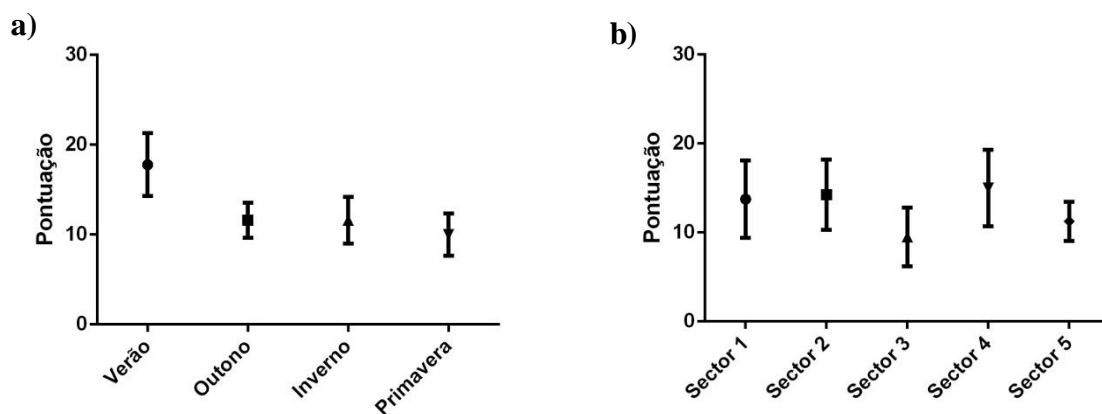 a)
Pontuação
30
20
10
0
Verão
Outono
Inverno
Primavera
b)
Pontuação
30
20
10
0
Sector 1
Sector 2
Sector 3
Sector 4
Sector 5